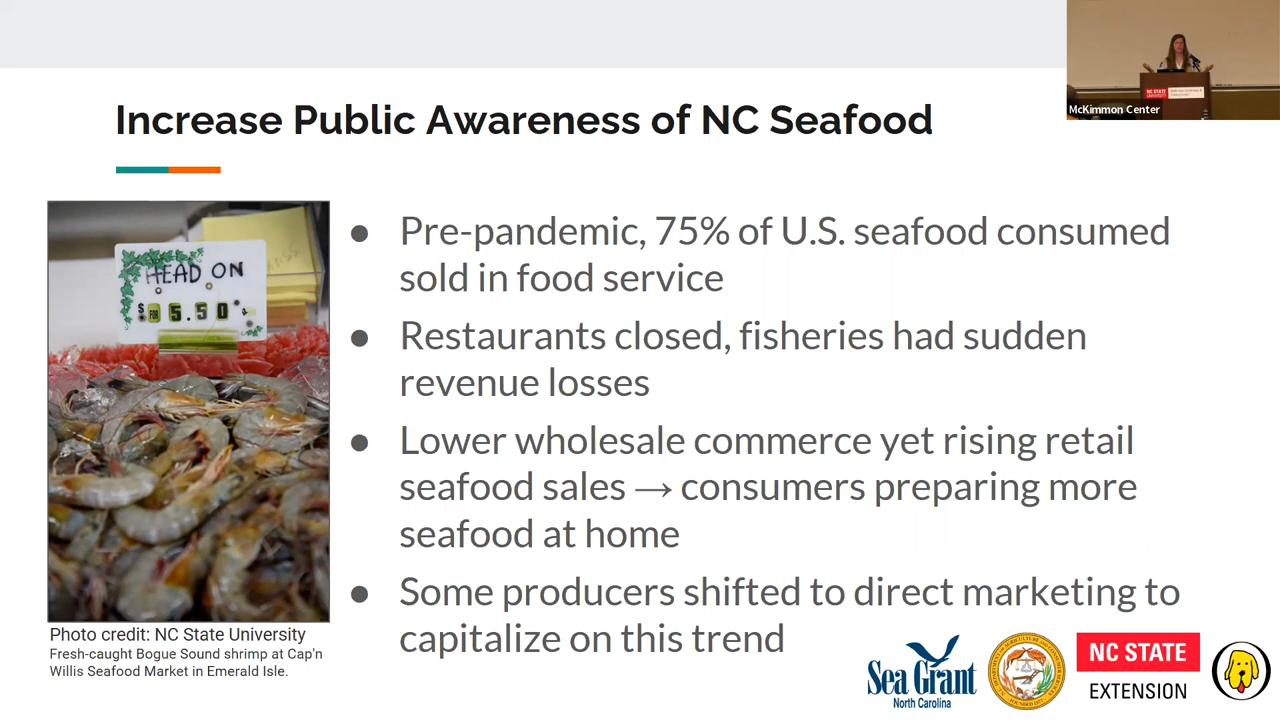 McKimmon Center
NC STATE
Increase Public Awareness of NC Seafood
HEAD ON
$ FOR 5.50
● Pre-pandemic, 75% of U.S. seafood consumed
sold in food service
● Restaurants closed, fisheries had sudden
revenue losses
● Lower wholesale commerce yet rising retail
seafood sales → consumers preparing more
seafood at home
● Some producers shifted to direct marketing to
capitalize on this trend
Photo credit: NC State University
Fresh-caught Bogue Sound shrimp at Cap'n
Willis Seafood Market in Emerald Isle.
Sea Grant
North Carolina
NC STATE
EXTENSION